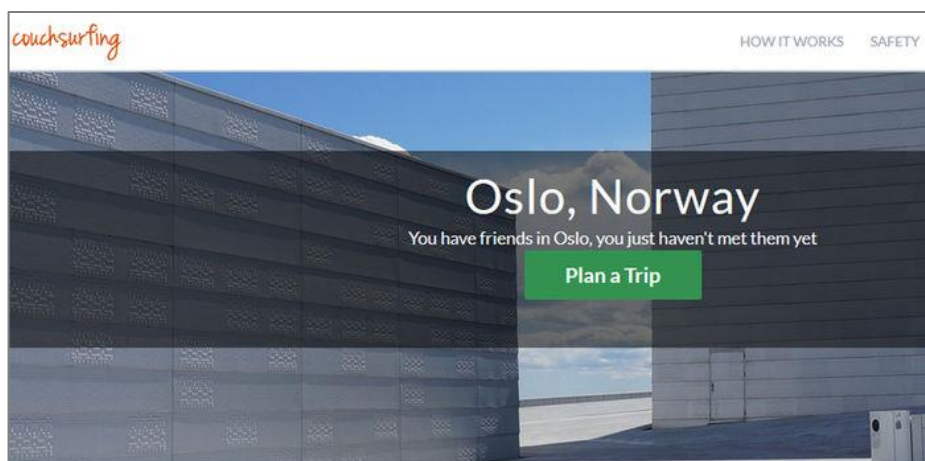 couchsurfing
HOW IT WORKS SAFETY
Oslo, Norway
You have friends in Oslo, you just haven't met them yet
Plan a Trip